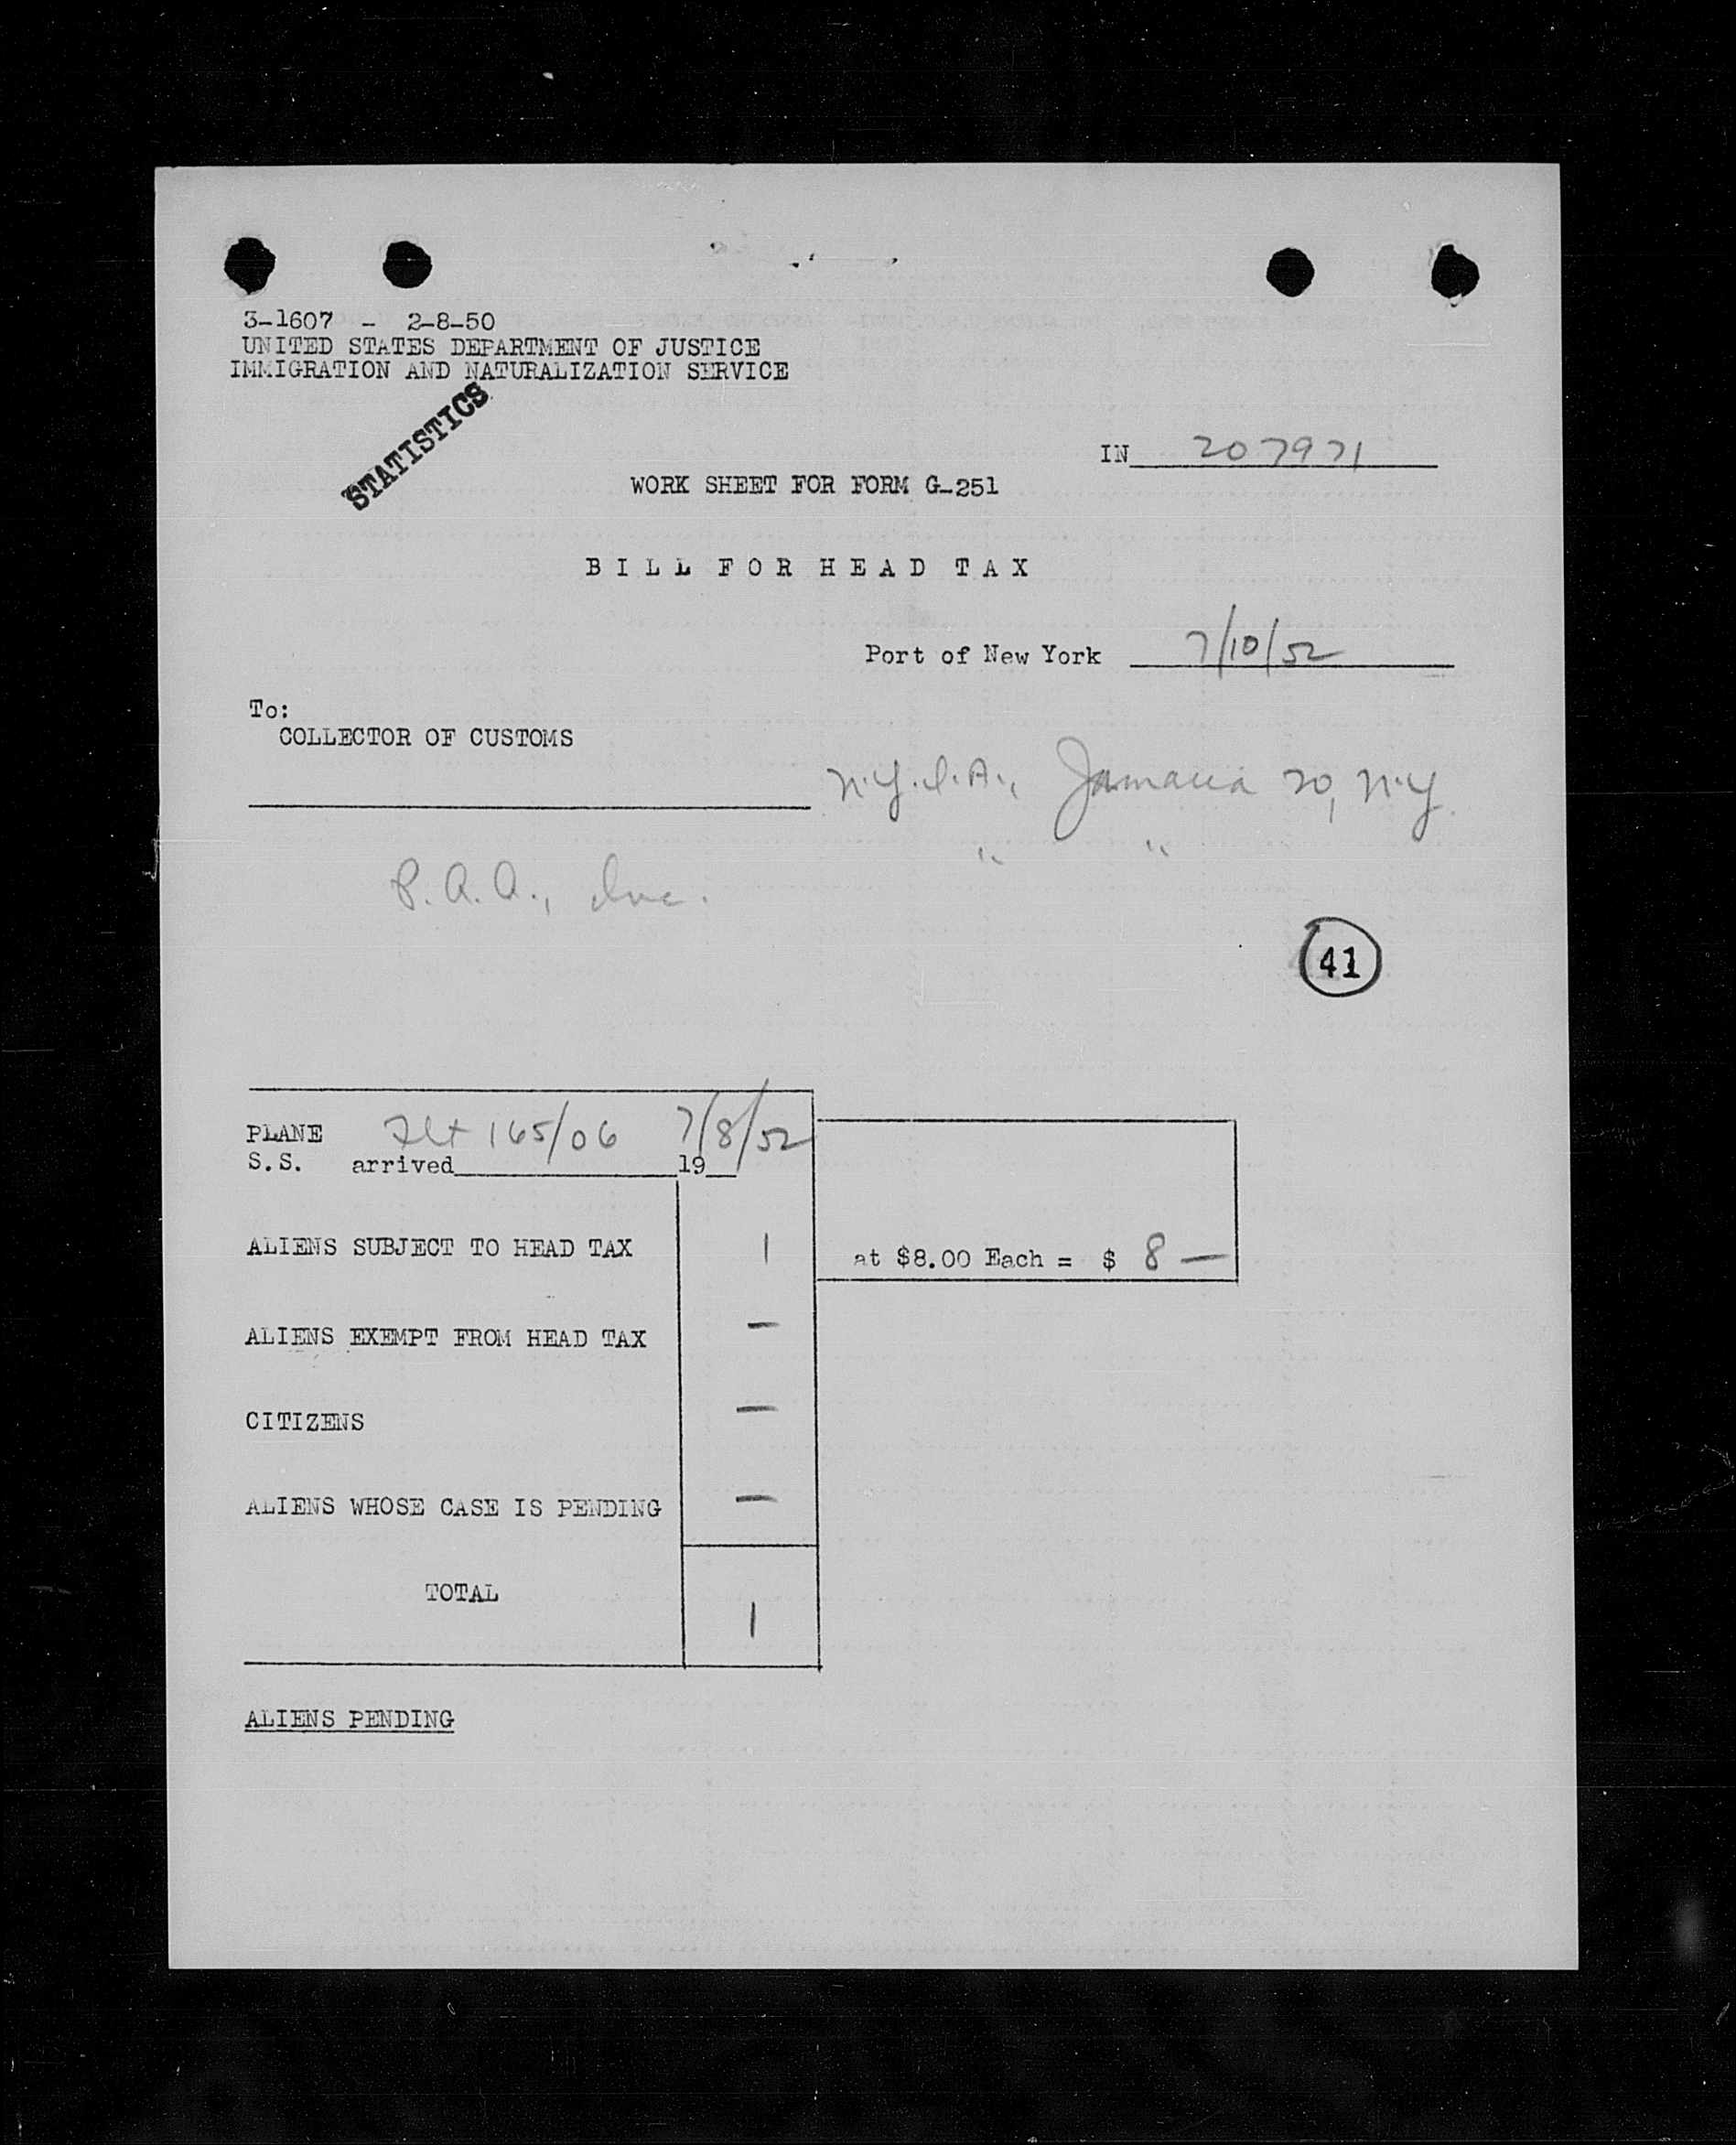 3-1607 - 2-8-50
UNITED STATES DEPARTMENT OF JUSTICE
IMMIGRATION AND NATURALIZATION SERVICE
STATISTICS
IN 207971
WORK SHEET FOR FORM G-251
BILL FOR HEAD TAX
Port of New York 7/10/52
To:
COLLECTOR OF CUSTOMS
N.Y.I.A., Jamaica 20, N.Y.
" "
P.A.A., Inc.
41
PLANE Flt 165/06 7/8/52
S.S. arrived 19
ALIENS SUBJECT TO HEAD TAX 1 at $8.00 Each = $ 8 —
ALIENS EXEMPT FROM HEAD TAX —
CITIZENS —
ALIENS WHOSE CASE IS PENDING —
TOTAL 1
ALIENS PENDING